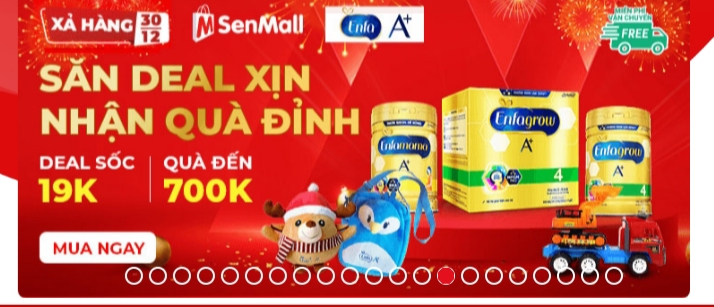 XẢ HÀNG 30 12
SenMall
Enfa A+
MIỄN PHÍ
VẬN CHUYỂN
FREE
SĂN DEAL XỊN
NHẬN QUÀ ĐỈNH
DEAL SỐC
19K
QUÀ ĐẾN
700K
MUA NGAY
Enfamama
A+
Enfagrow
A+
4
Enfagrow
A+
4